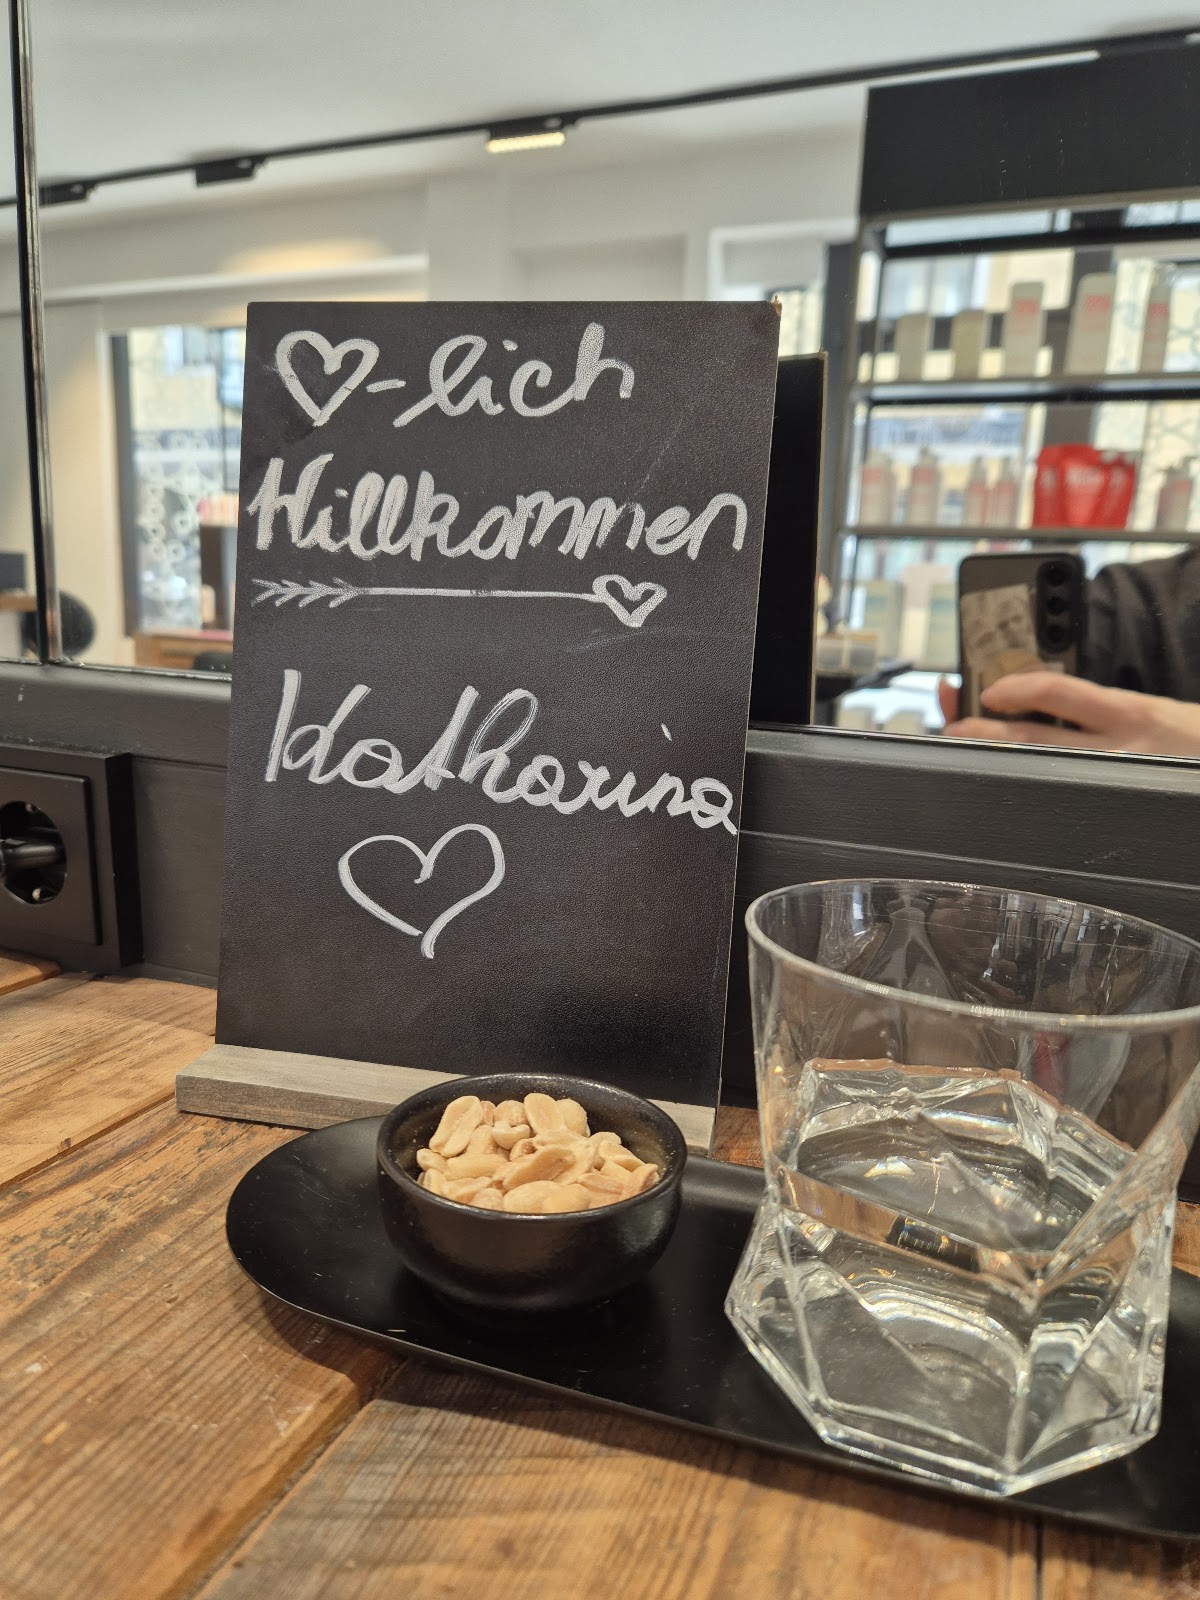 ♡-lich
Willkommen
Katharina